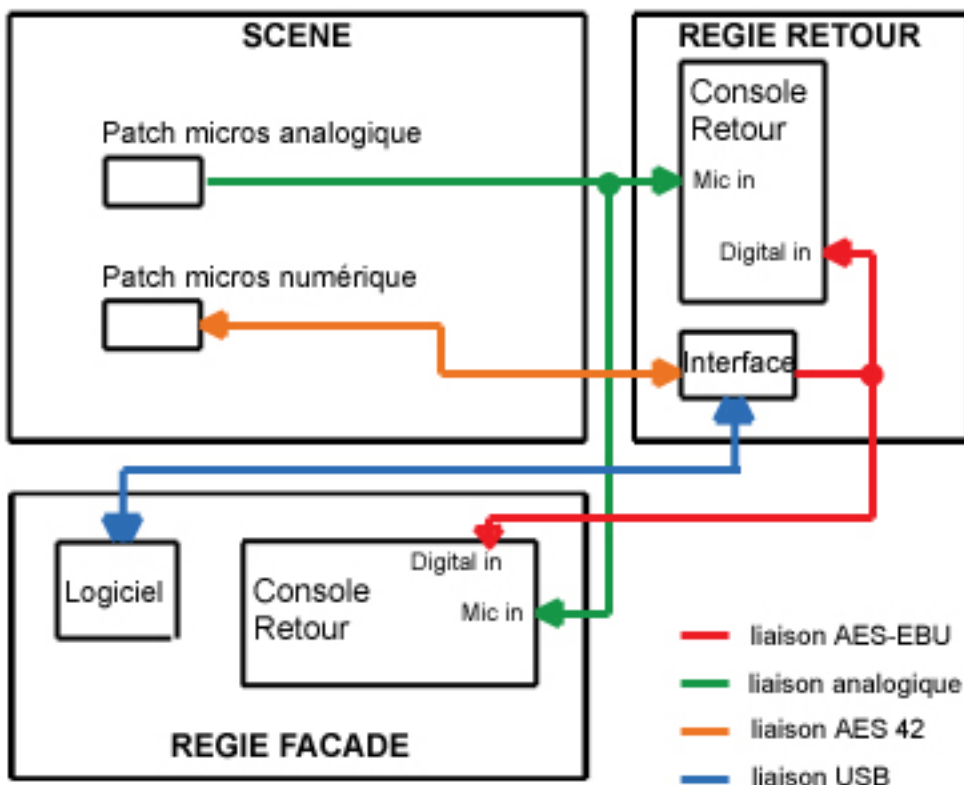 SCENE
REGIE RETOUR
Patch micros analogique
Console
Retour
Mic in
Digital in
Patch micros numérique
Interface
Logiciel
Digital in
Console
Retour
Mic in
REGIE FACADE
liaison AES-EBU
liaison analogique
liaison AES 42
liaison USB